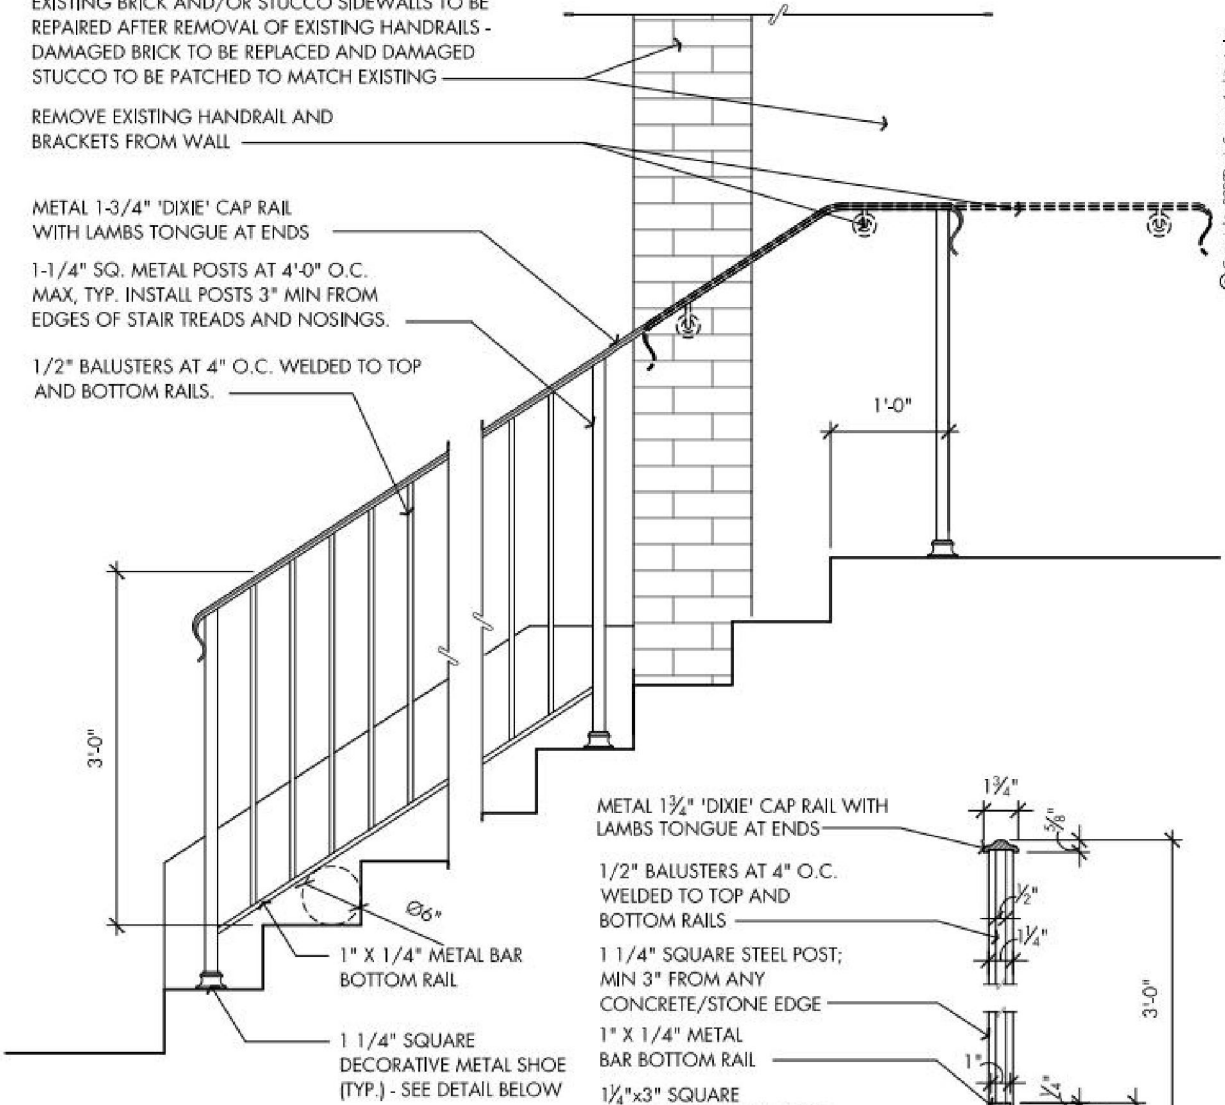 EXISTING BRICK AND/OR STUCCO SIDEWALLS TO BE
REPAIRED AFTER REMOVAL OF EXISTING HANDRAILS -
DAMAGED BRICK TO BE REPLACED AND DAMAGED
STUCCO TO BE PATCHED TO MATCH EXISTING
REMOVE EXISTING HANDRAIL AND
BRACKETS FROM WALL
METAL 1-3/4" 'DIXIE' CAP RAIL
WITH LAMBS TONGUE AT ENDS
1-1/4" SQ. METAL POSTS AT 4'-0" O.C.
MAX, TYP. INSTALL POSTS 3" MIN FROM
EDGES OF STAIR TREADS AND NOSINGS.
1/2" BALUSTERS AT 4" O.C. WELDED TO TOP
AND BOTTOM RAILS.
1'-0"
3'-0"
Ø6"
1" X 1/4" METAL BAR
BOTTOM RAIL
1 1/4" SQUARE
DECORATIVE METAL SHOE
(TYP.) - SEE DETAIL BELOW
METAL 1¾" 'DIXIE' CAP RAIL WITH
LAMBS TONGUE AT ENDS
1/2" BALUSTERS AT 4" O.C.
WELDED TO TOP AND
BOTTOM RAILS
1 1/4" SQUARE STEEL POST;
MIN 3" FROM ANY
CONCRETE/STONE EDGE
1" X 1/4" METAL
BAR BOTTOM RAIL
1¼"x3" SQUARE
1¾"
⅝"
½"
1¼"
3'-0"
1"
¼"